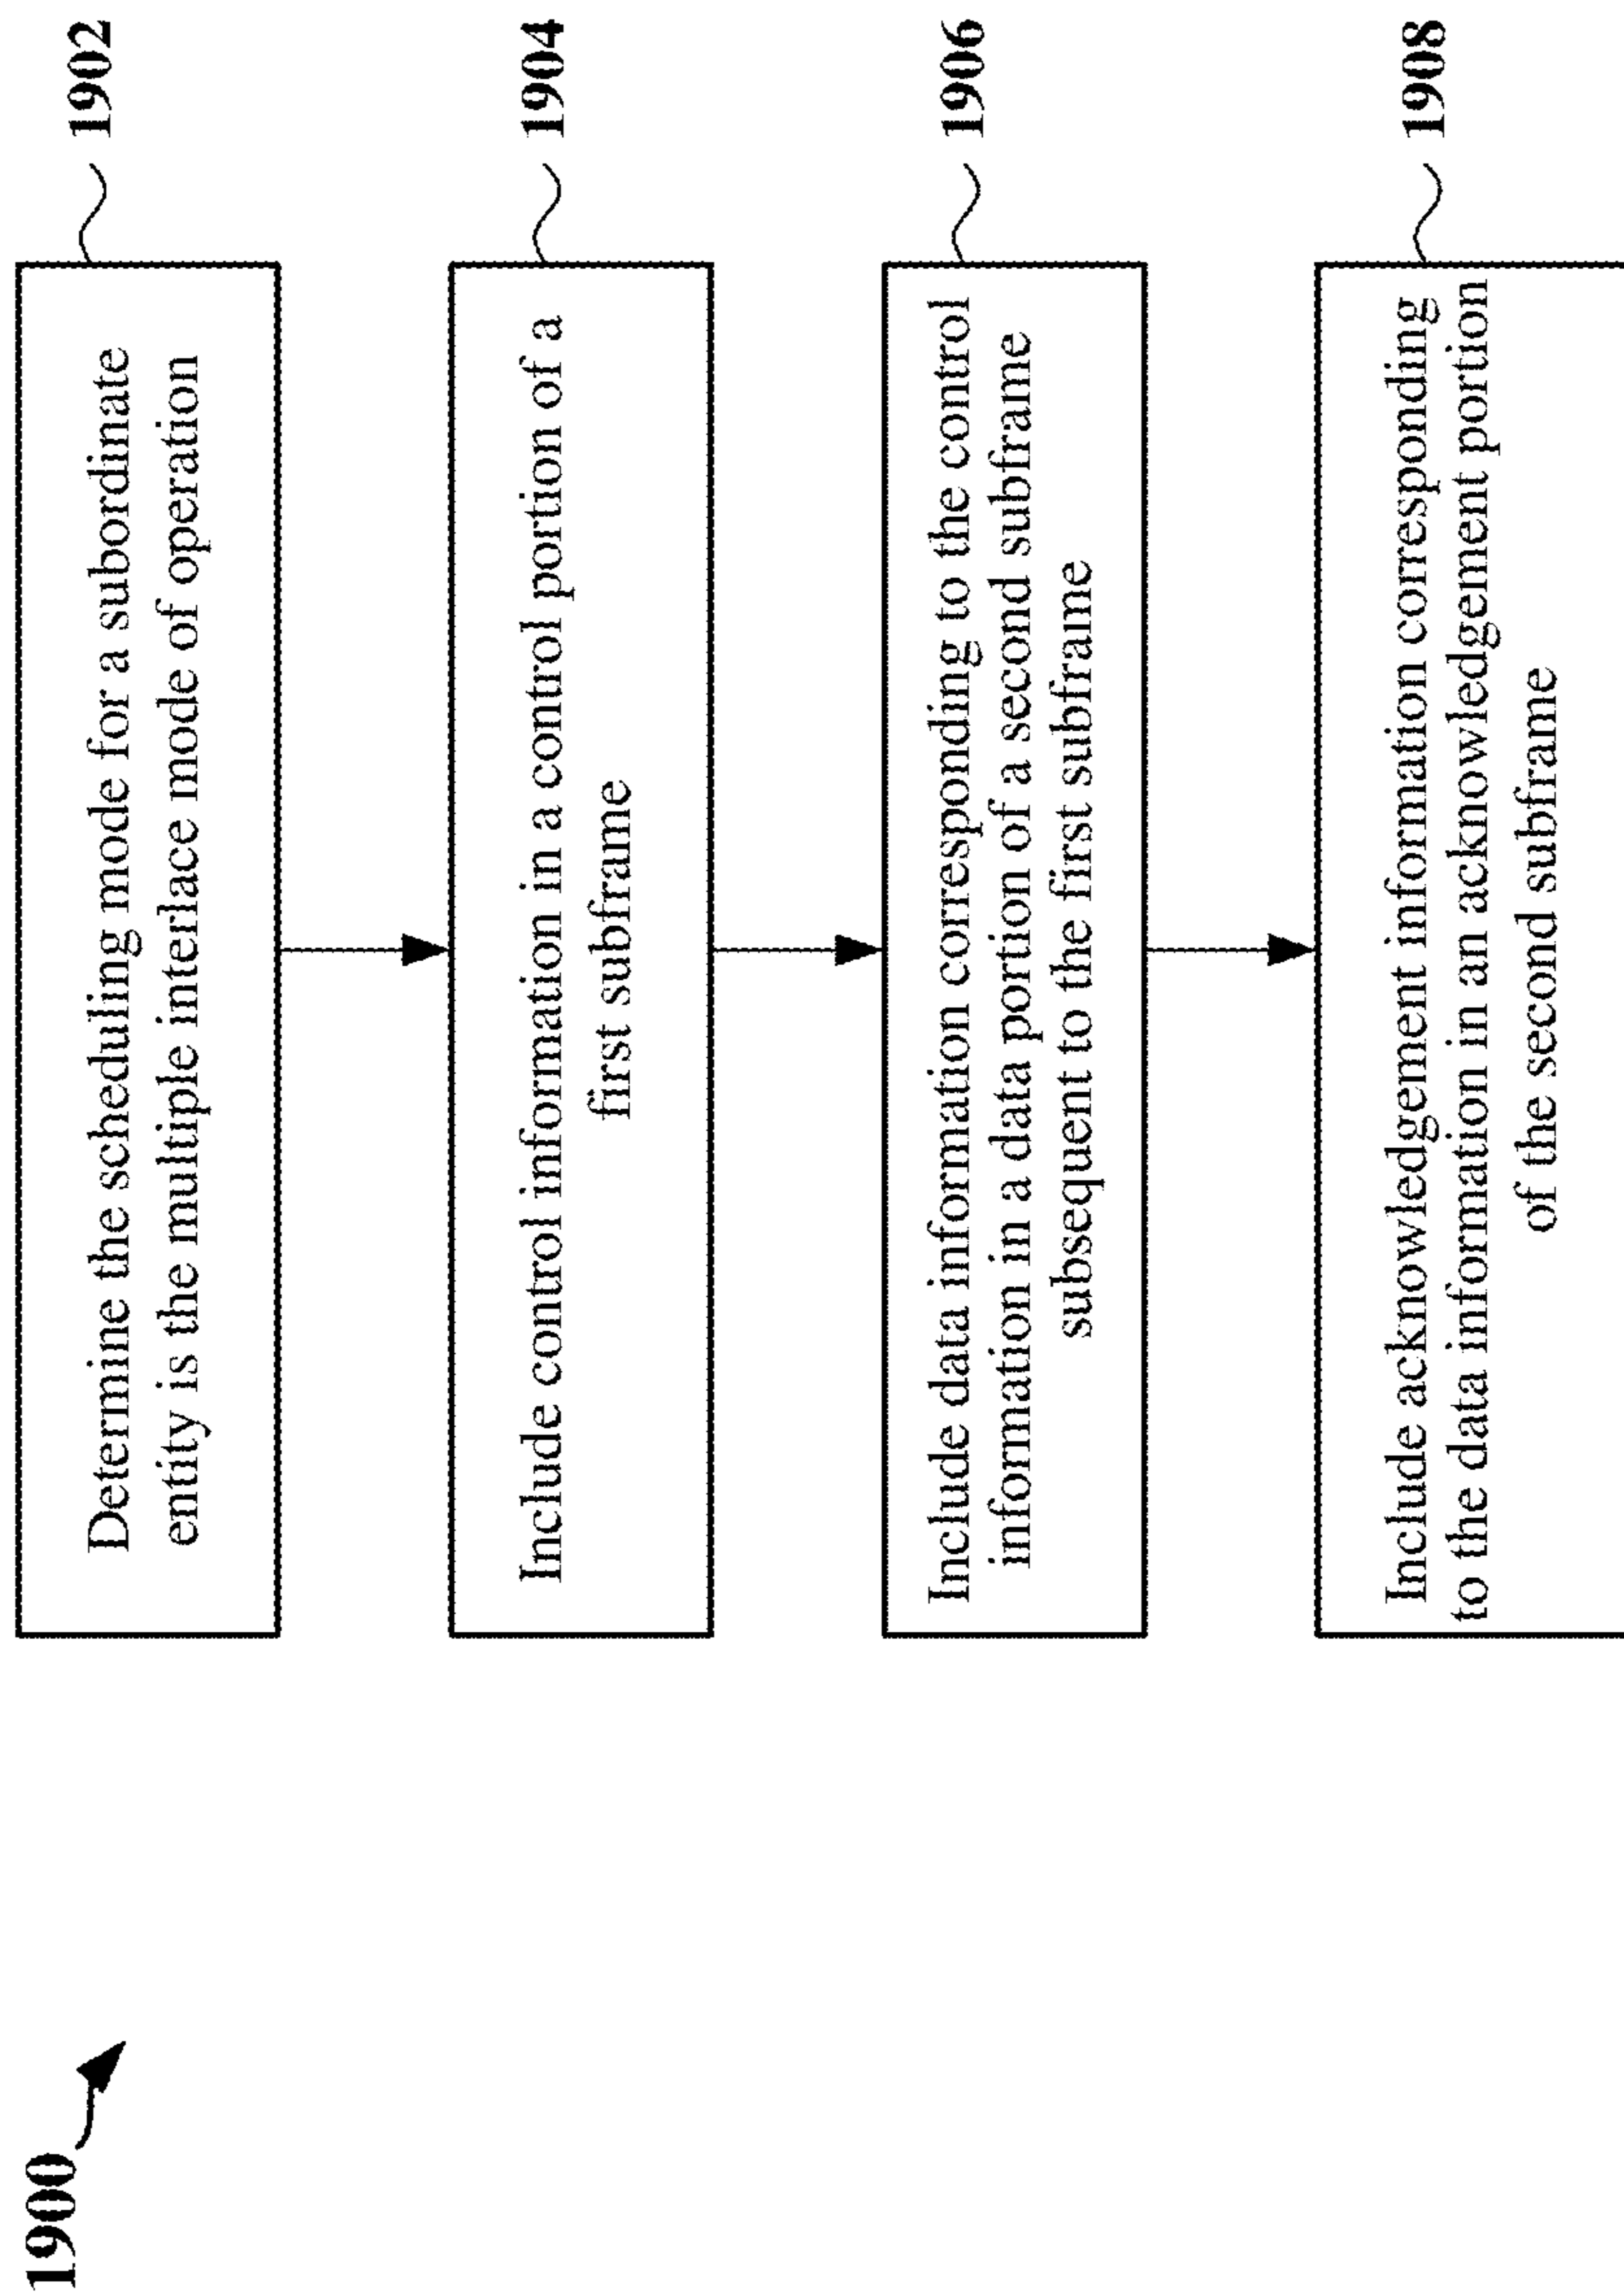 1900
Determine the scheduling mode for a subordinate
entity is the multiple interlace mode of operation
1902
Include control information in a control portion of a
first subframe
1904
Include data information corresponding to the control
information in a data portion of a second subframe
subsequent to the first subframe
1906
Include acknowledgement information corresponding
to the data information in an acknowledgement portion
of the second subframe
1908